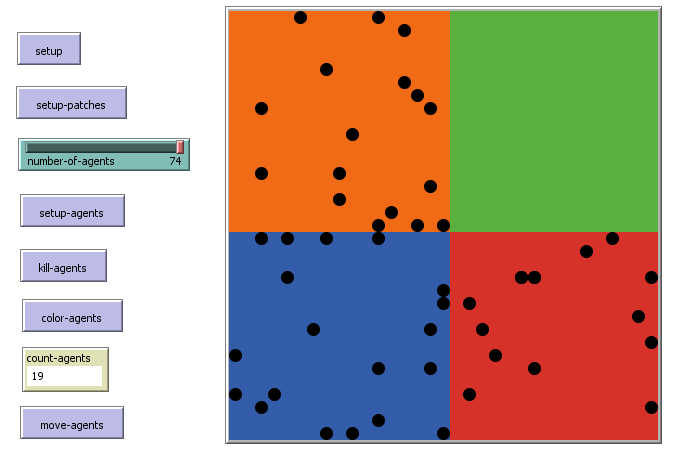 setup
setup-patches
number-of-agents 74
setup-agents
kill-agents
color-agents
count-agents
19
move-agents